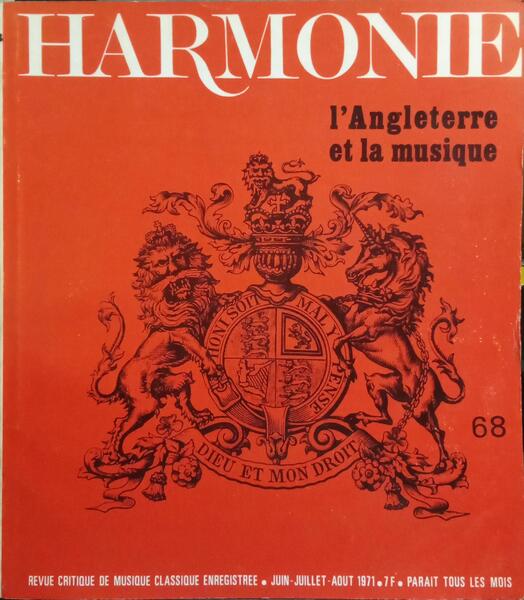 HARMONIE
l'Angleterre
et la musique
HONI SOIT MAL Y PENSE
DIEU ET MON DROIT
68
REVUE CRITIQUE DE MUSIQUE CLASSIQUE ENREGISTREE • JUIN-JUILLET-AOUT 1971 • 7F • PARAIT TOUS LES MOIS